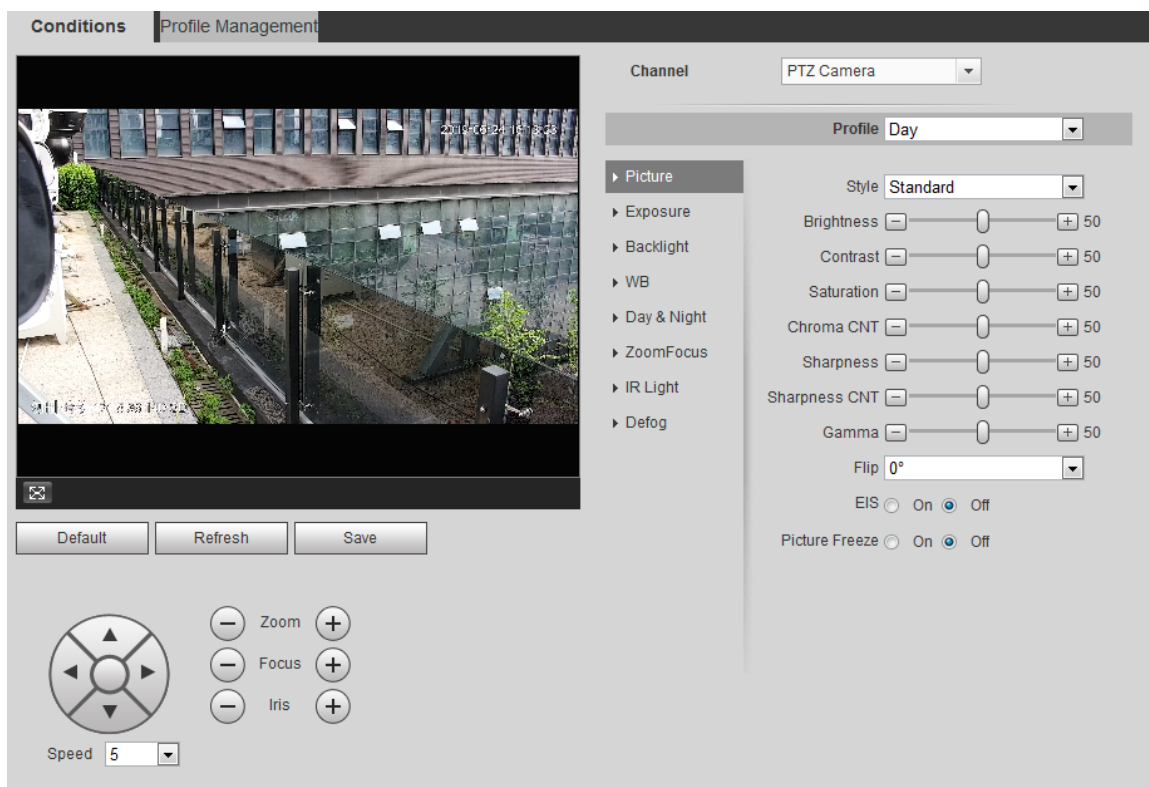 Conditions
Profile Management
Channel PTZ Camera
Profile Day
Picture
Exposure
Backlight
WB
Day & Night
ZoomFocus
IR Light
Defog
Style Standard
Brightness 50
Contrast 50
Saturation 50
Chroma CNT 50
Sharpness 50
Sharpness CNT 50
Gamma 50
Flip 0°
EIS On Off
Picture Freeze On Off
Default Refresh Save
Zoom
Focus
Iris
Speed 5